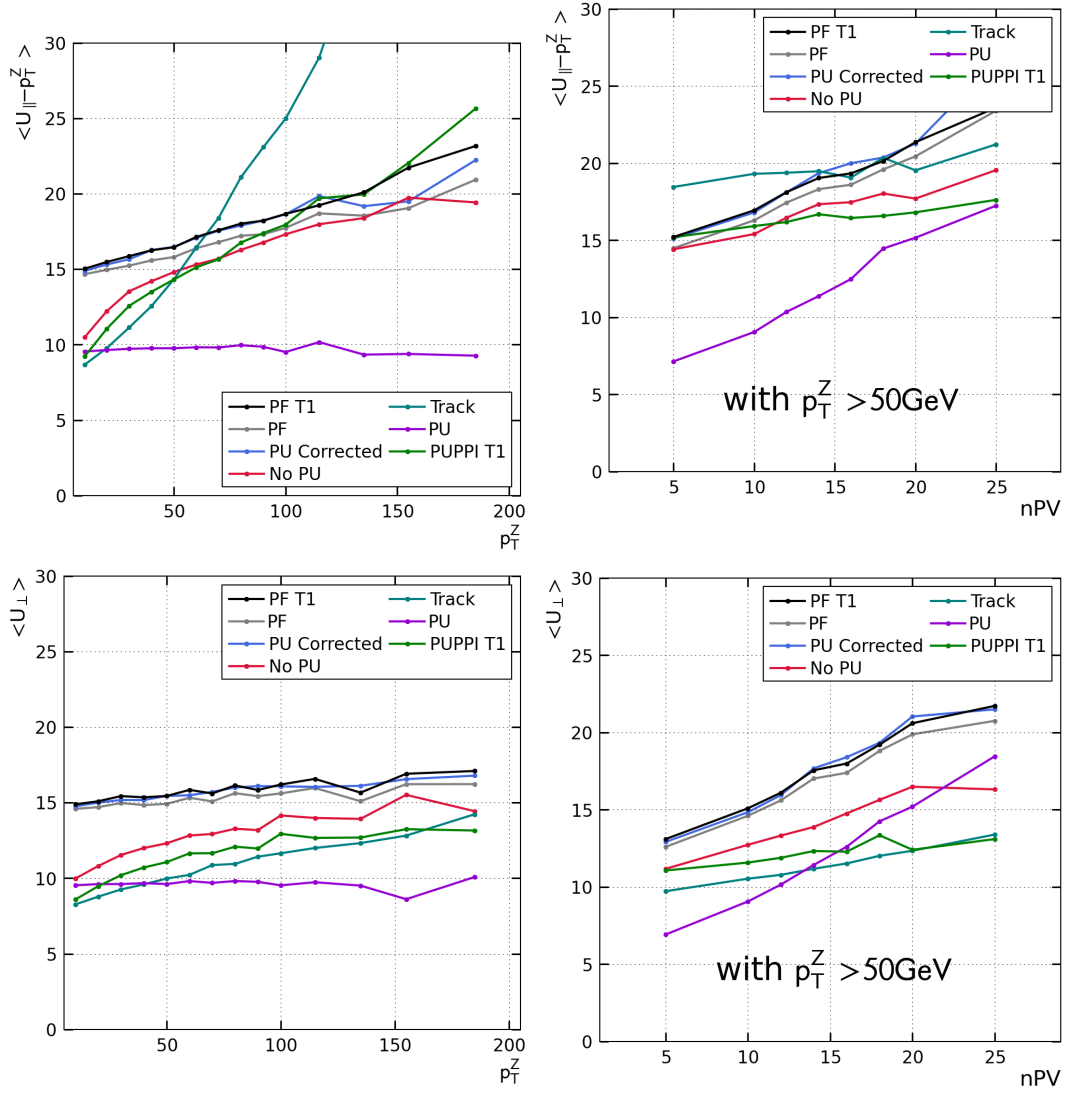 <U∥−p_T^Z >
30
25
20
15
10
5
0
PF T1 Track
PF PU
PU Corrected PUPPI T1
No PU
50 100 150 200
p_T^Z
<U∥−p_T^Z >
30
25
20
15
10
5
0
PF T1 Track
PF PU
PU Corrected PUPPI T1
No PU
with p_T^Z >50GeV
5 10 15 20 25
nPV
<U⊥ >
30
25
20
15
10
5
0
PF T1 Track
PF PU
PU Corrected PUPPI T1
No PU
50 100 150 200
p_T^Z
<U⊥ >
30
25
20
15
10
5
0
PF T1 Track
PF PU
PU Corrected PUPPI T1
No PU
with p_T^Z >50GeV
5 10 15 20 25
nPV